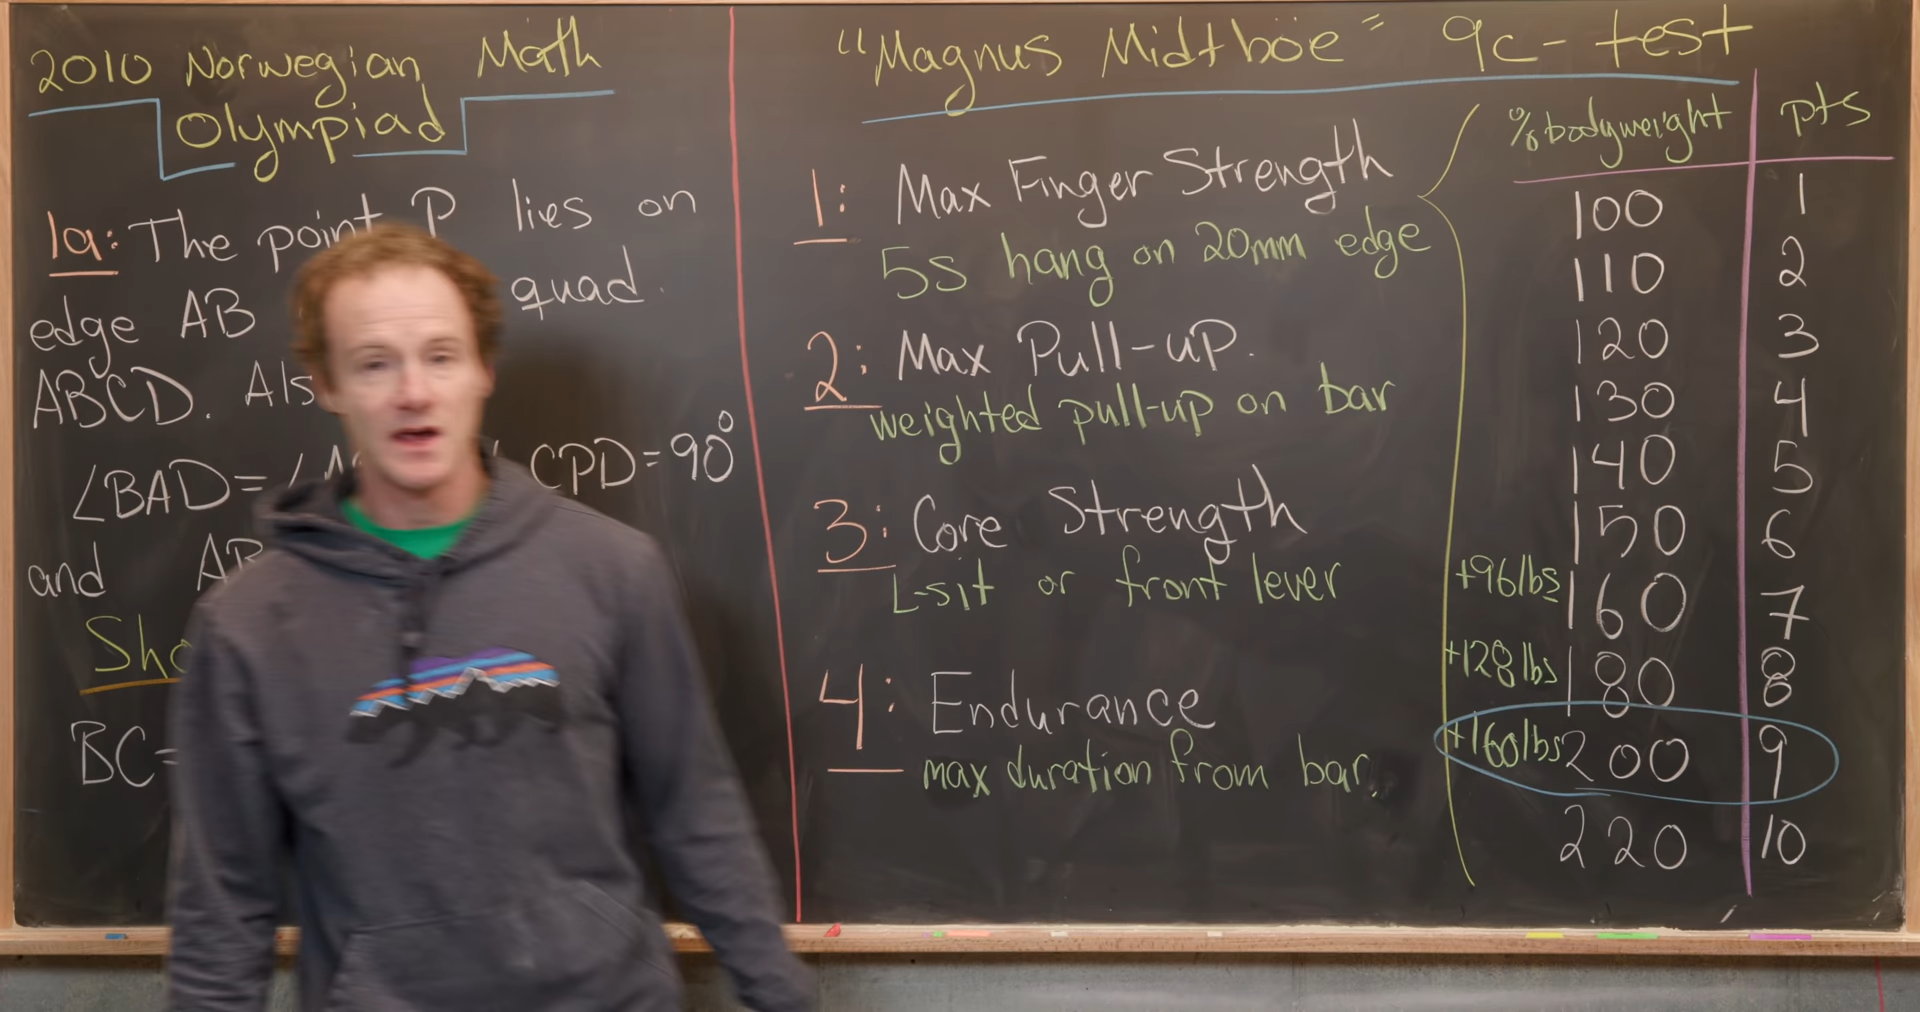 2010 Norwegian Math
Olympiad
1a: The point P lies on
edge AB quad.
ABCD. Also
∠BAD=∠ CPD=90°
and AB
BC=
"Magnus Midtböe" 9c-test
1: Max Finger Strength
5s hang on 20mm edge
2: Max Pull-up.
weighted pull-up on bar
3: Core Strength
L-sit or front lever
4: Endurance
max duration from bar.
%bodyweight pts
100 1
110 2
120 3
130 4
140 5
150 6
+96lbs 160 7
+128lbs 180 8
+160lbs 200 9
220 10